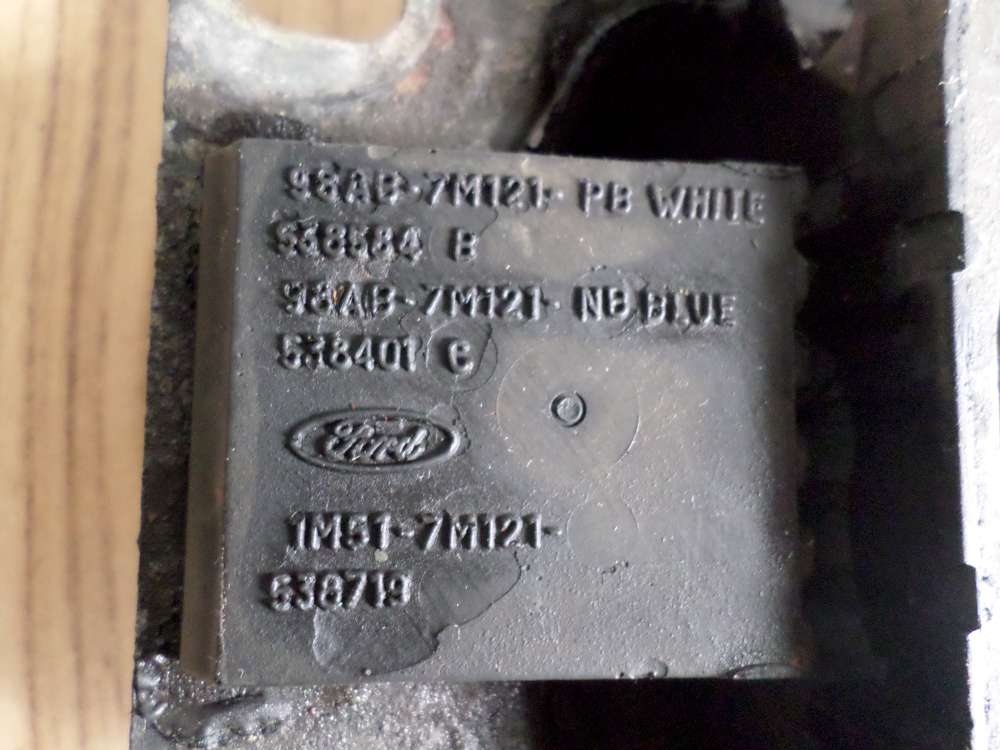 98AB-7M121- PB WHITE
538584 B
98AB-7M121- NB BLUE
538401 C
Ford
1M51-7M121-
538719